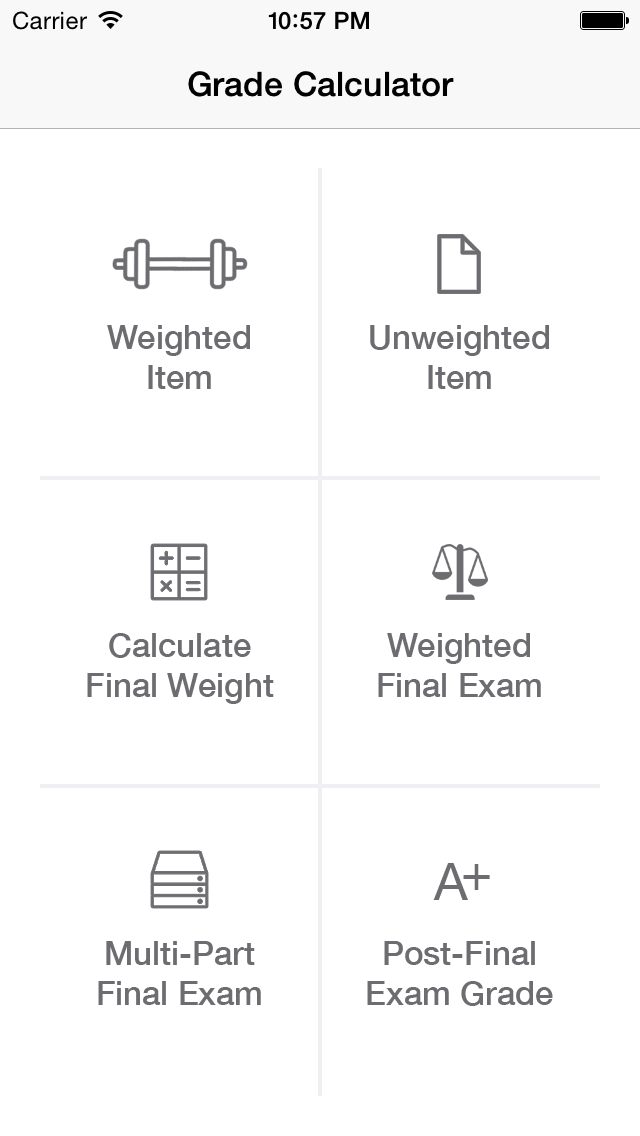 Carrier 10:57 PM
Grade Calculator
Weighted
Item
Unweighted
Item
Calculate
Final Weight
Weighted
Final Exam
Multi-Part
Final Exam
A+
Post-Final
Exam Grade